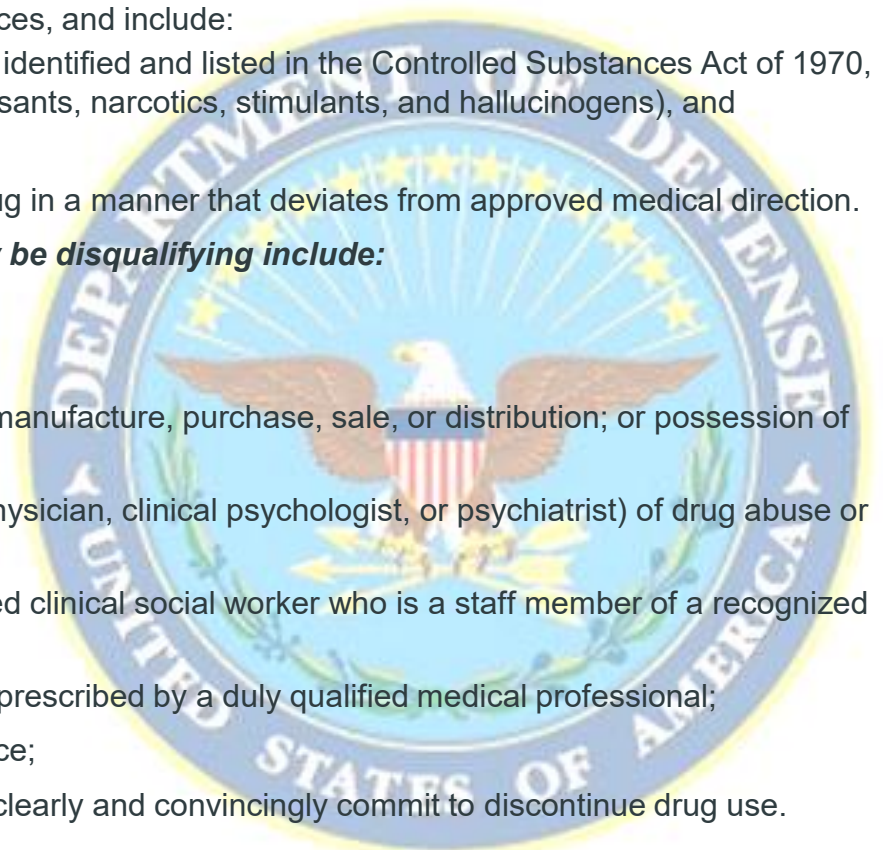 ces, and include:
identified and listed in the Controlled Substances Act of 1970,
sants, narcotics, stimulants, and hallucinogens), and
ug in a manner that deviates from approved medical direction.
y be disqualifying include:
manufacture, purchase, sale, or distribution; or possession of
hysician, clinical psychologist, or psychiatrist) of drug abuse or
ed clinical social worker who is a staff member of a recognized
prescribed by a duly qualified medical professional;
ce;
clearly and convincingly commit to discontinue drug use.
DEPARTMENT OF DEFENSE
UNITED STATES OF AMERICA